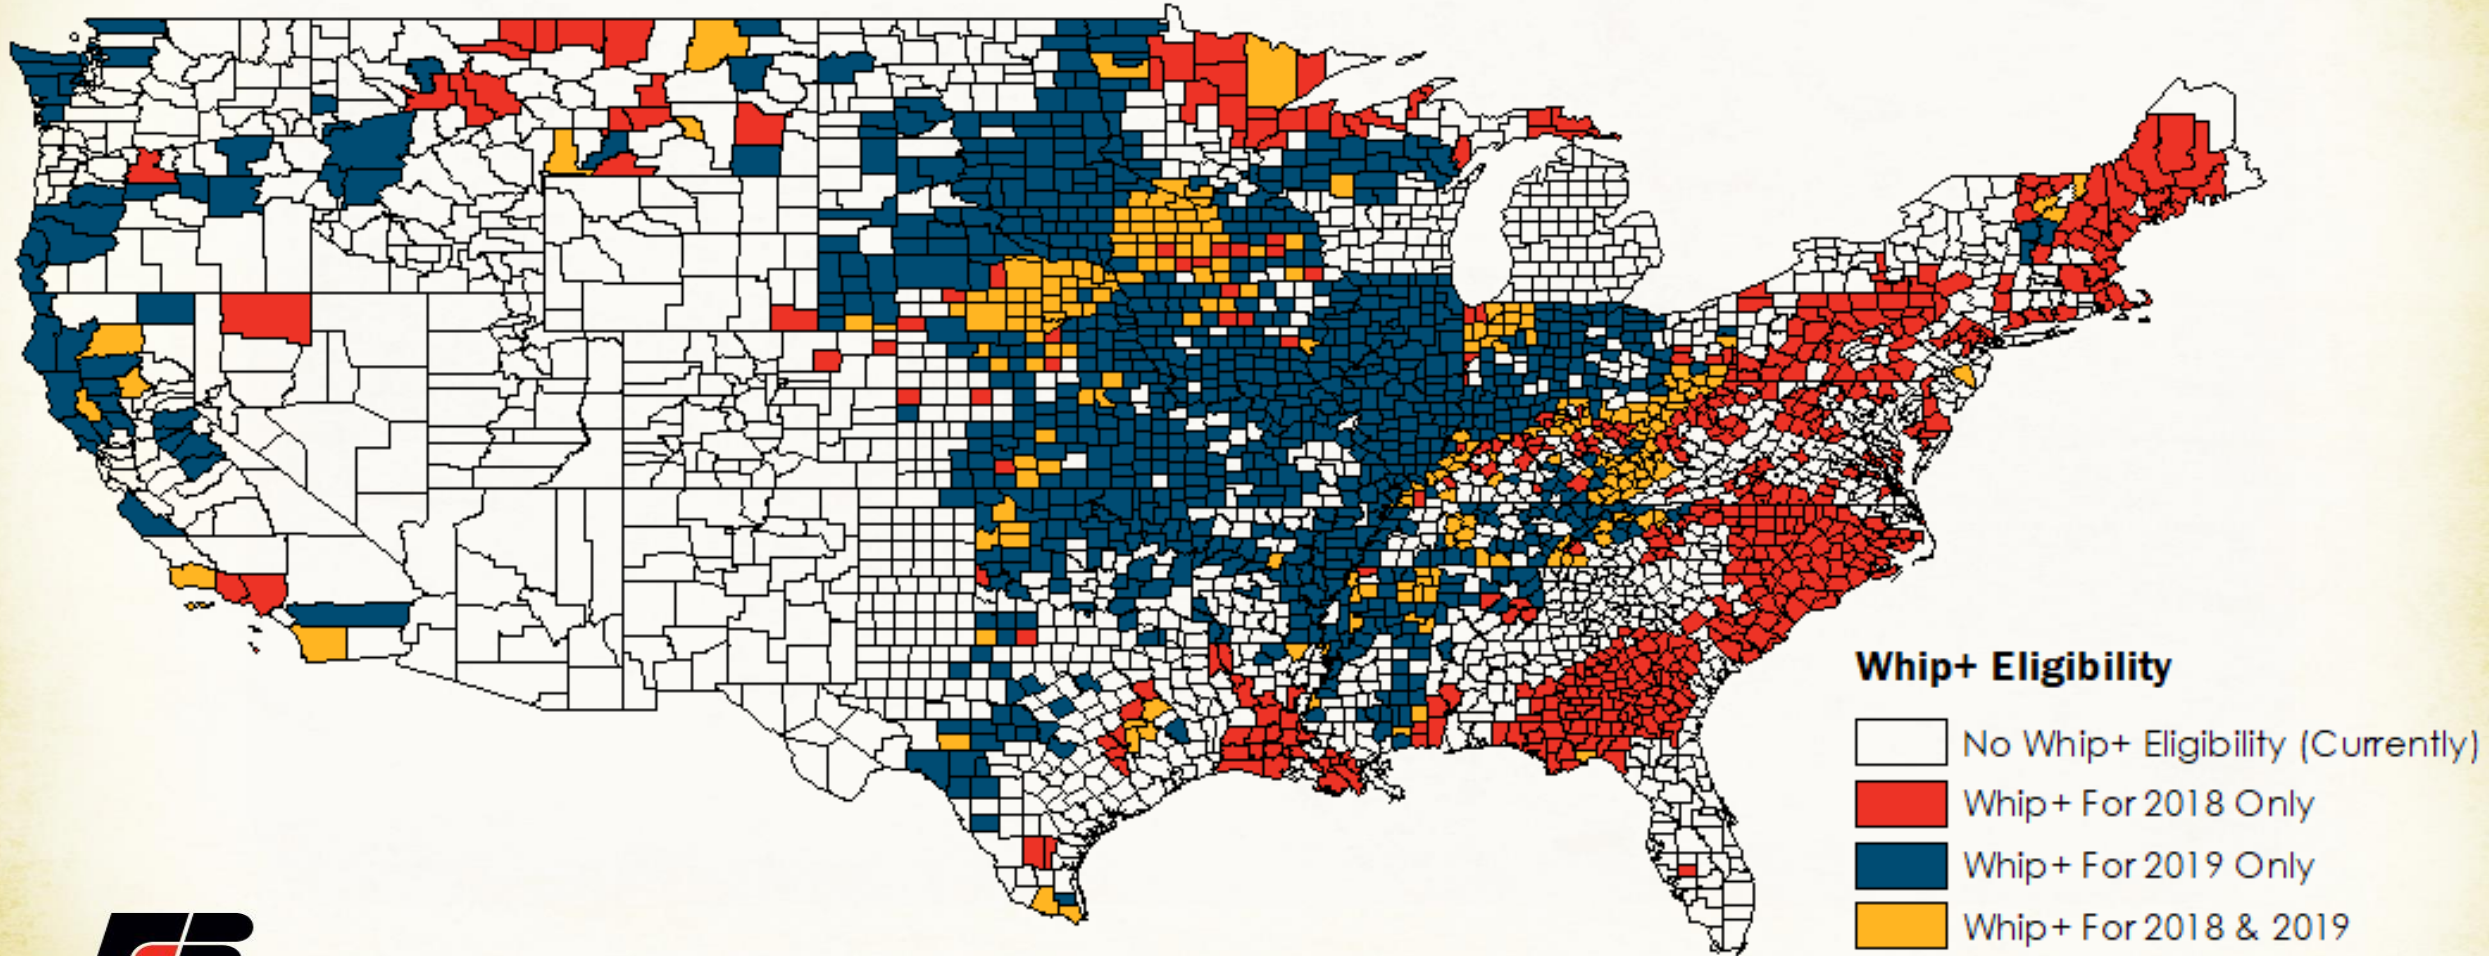 Whip+ Eligibility
No Whip+ Eligibility (Currently)
Whip+ For 2018 Only
Whip+ For 2019 Only
Whip+ For 2018 & 2019